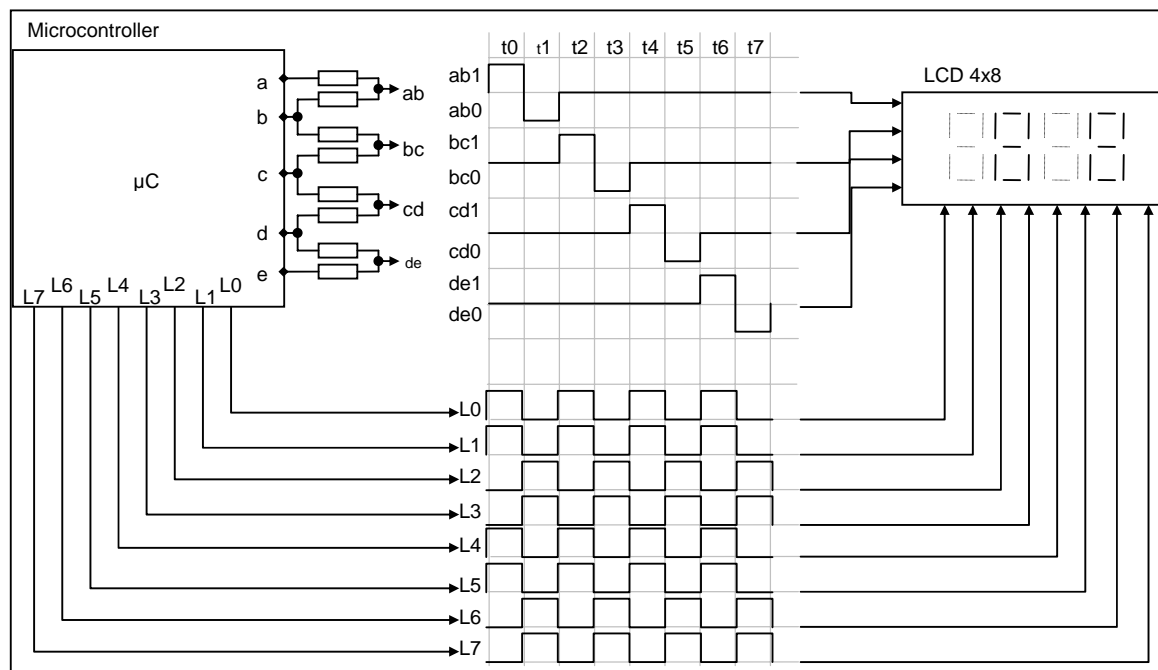 Microcontroller
µC
a
b
c
d
e
ab
bc
cd
de
L7
L6
L5
L4
L3
L2
L1
L0
t0 t1 t2 t3 t4 t5 t6 t7
ab1
ab0
bc1
bc0
cd1
cd0
de1
de0
L0
L1
L2
L3
L4
L5
L6
L7
LCD 4x8